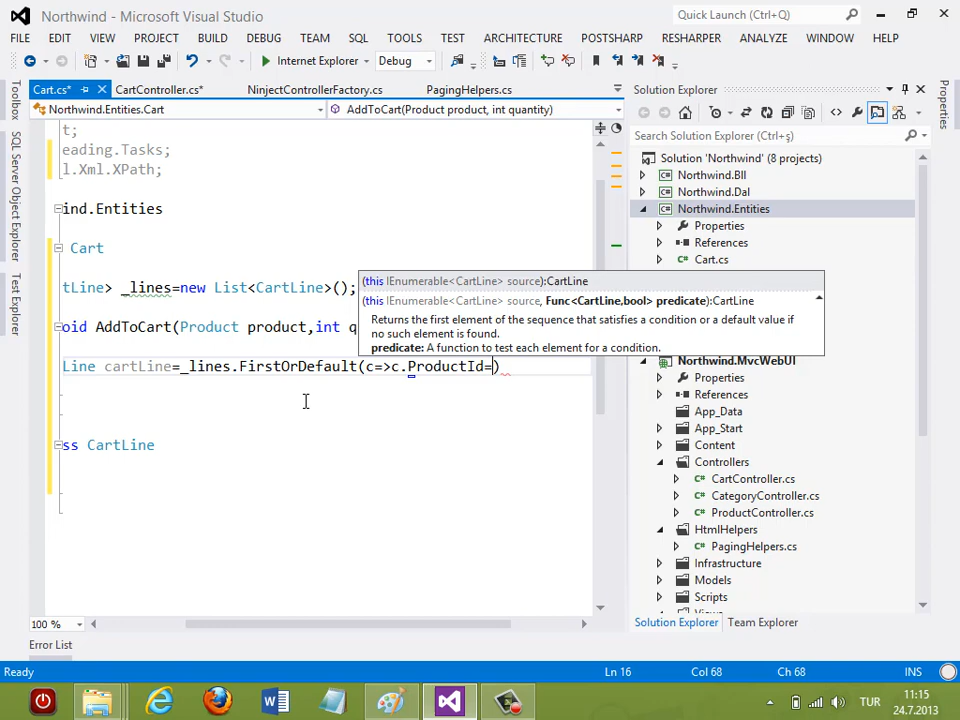 Northwind - Microsoft Visual Studio
Quick Launch (Ctrl+Q)
FILE EDIT VIEW PROJECT BUILD DEBUG TEAM SQL TOOLS TEST ARCHITECTURE POSTSHARP RESHARPER ANALYZE WINDOW HELP
Internet Explorer Debug
Cart.cs* CartController.cs* NinjectControllerFactory.cs PagingHelpers.cs
Northwind.Entities.Cart AddToCart(Product product, int quantity)
Toolbox
SQL Server Object Explorer
Test Explorer
t;
eading.Tasks;
l.Xml.XPath;
ind.Entities
Cart
tLine> _lines=new List<CartLine>();
oid AddToCart(Product product,int q
Line cartLine=_lines.FirstOrDefault(c=>c.ProductId=)
ss CartLine
(this IEnumerable<CartLine> source):CartLine
(this IEnumerable<CartLine> source, Func<CartLine,bool> predicate):CartLine
Returns the first element of the sequence that satisfies a condition or a default value if
no such element is found.
predicate: A function to test each element for a condition.
100 %
Error List
Solution Explorer
Search Solution Explorer (Ctrl+ş)
Solution 'Northwind' (8 projects)
Northwind.Bll
Northwind.Dal
Northwind.Entities
Properties
References
Cart.cs
Northwind.MvcWebUI
Properties
References
App_Data
App_Start
Content
Controllers
CartController.cs
CategoryController.cs
ProductController.cs
HtmlHelpers
PagingHelpers.cs
Infrastructure
Models
Scripts
Views
Solution Explorer Team Explorer
Properties
Ready Ln 16 Col 68 Ch 68 INS
TUR
11:15
24.7.2013